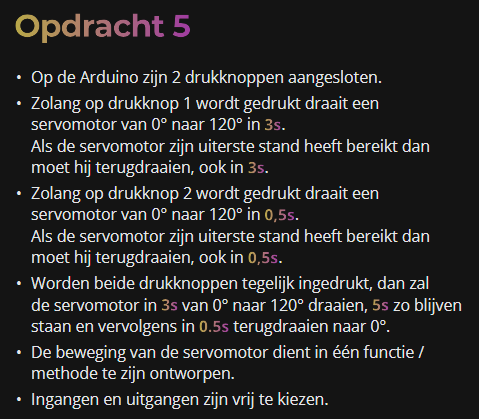 Opdracht 5
• Op de Arduino zijn 2 drukknoppen aangesloten.
• Zolang op drukknop 1 wordt gedrukt draait een
servomotor van 0° naar 120° in 3s.
Als de servomotor zijn uiterste stand heeft bereikt dan
moet hij terugdraaien, ook in 3s.
• Zolang op drukknop 2 wordt gedrukt draait een
servomotor van 0° naar 120° in 0,5s.
Als de servomotor zijn uiterste stand heeft bereikt dan
moet hij terugdraaien, ook in 0,5s.
• Worden beide drukknoppen tegelijk ingedrukt, dan zal
de servomotor in 3s van 0° naar 120° draaien, 5s zo blijven
staan en vervolgens in 0.5s terugdraaien naar 0°.
• De beweging van de servomotor dient in één functie /
methode te zijn ontworpen.
• Ingangen en uitgangen zijn vrij te kiezen.